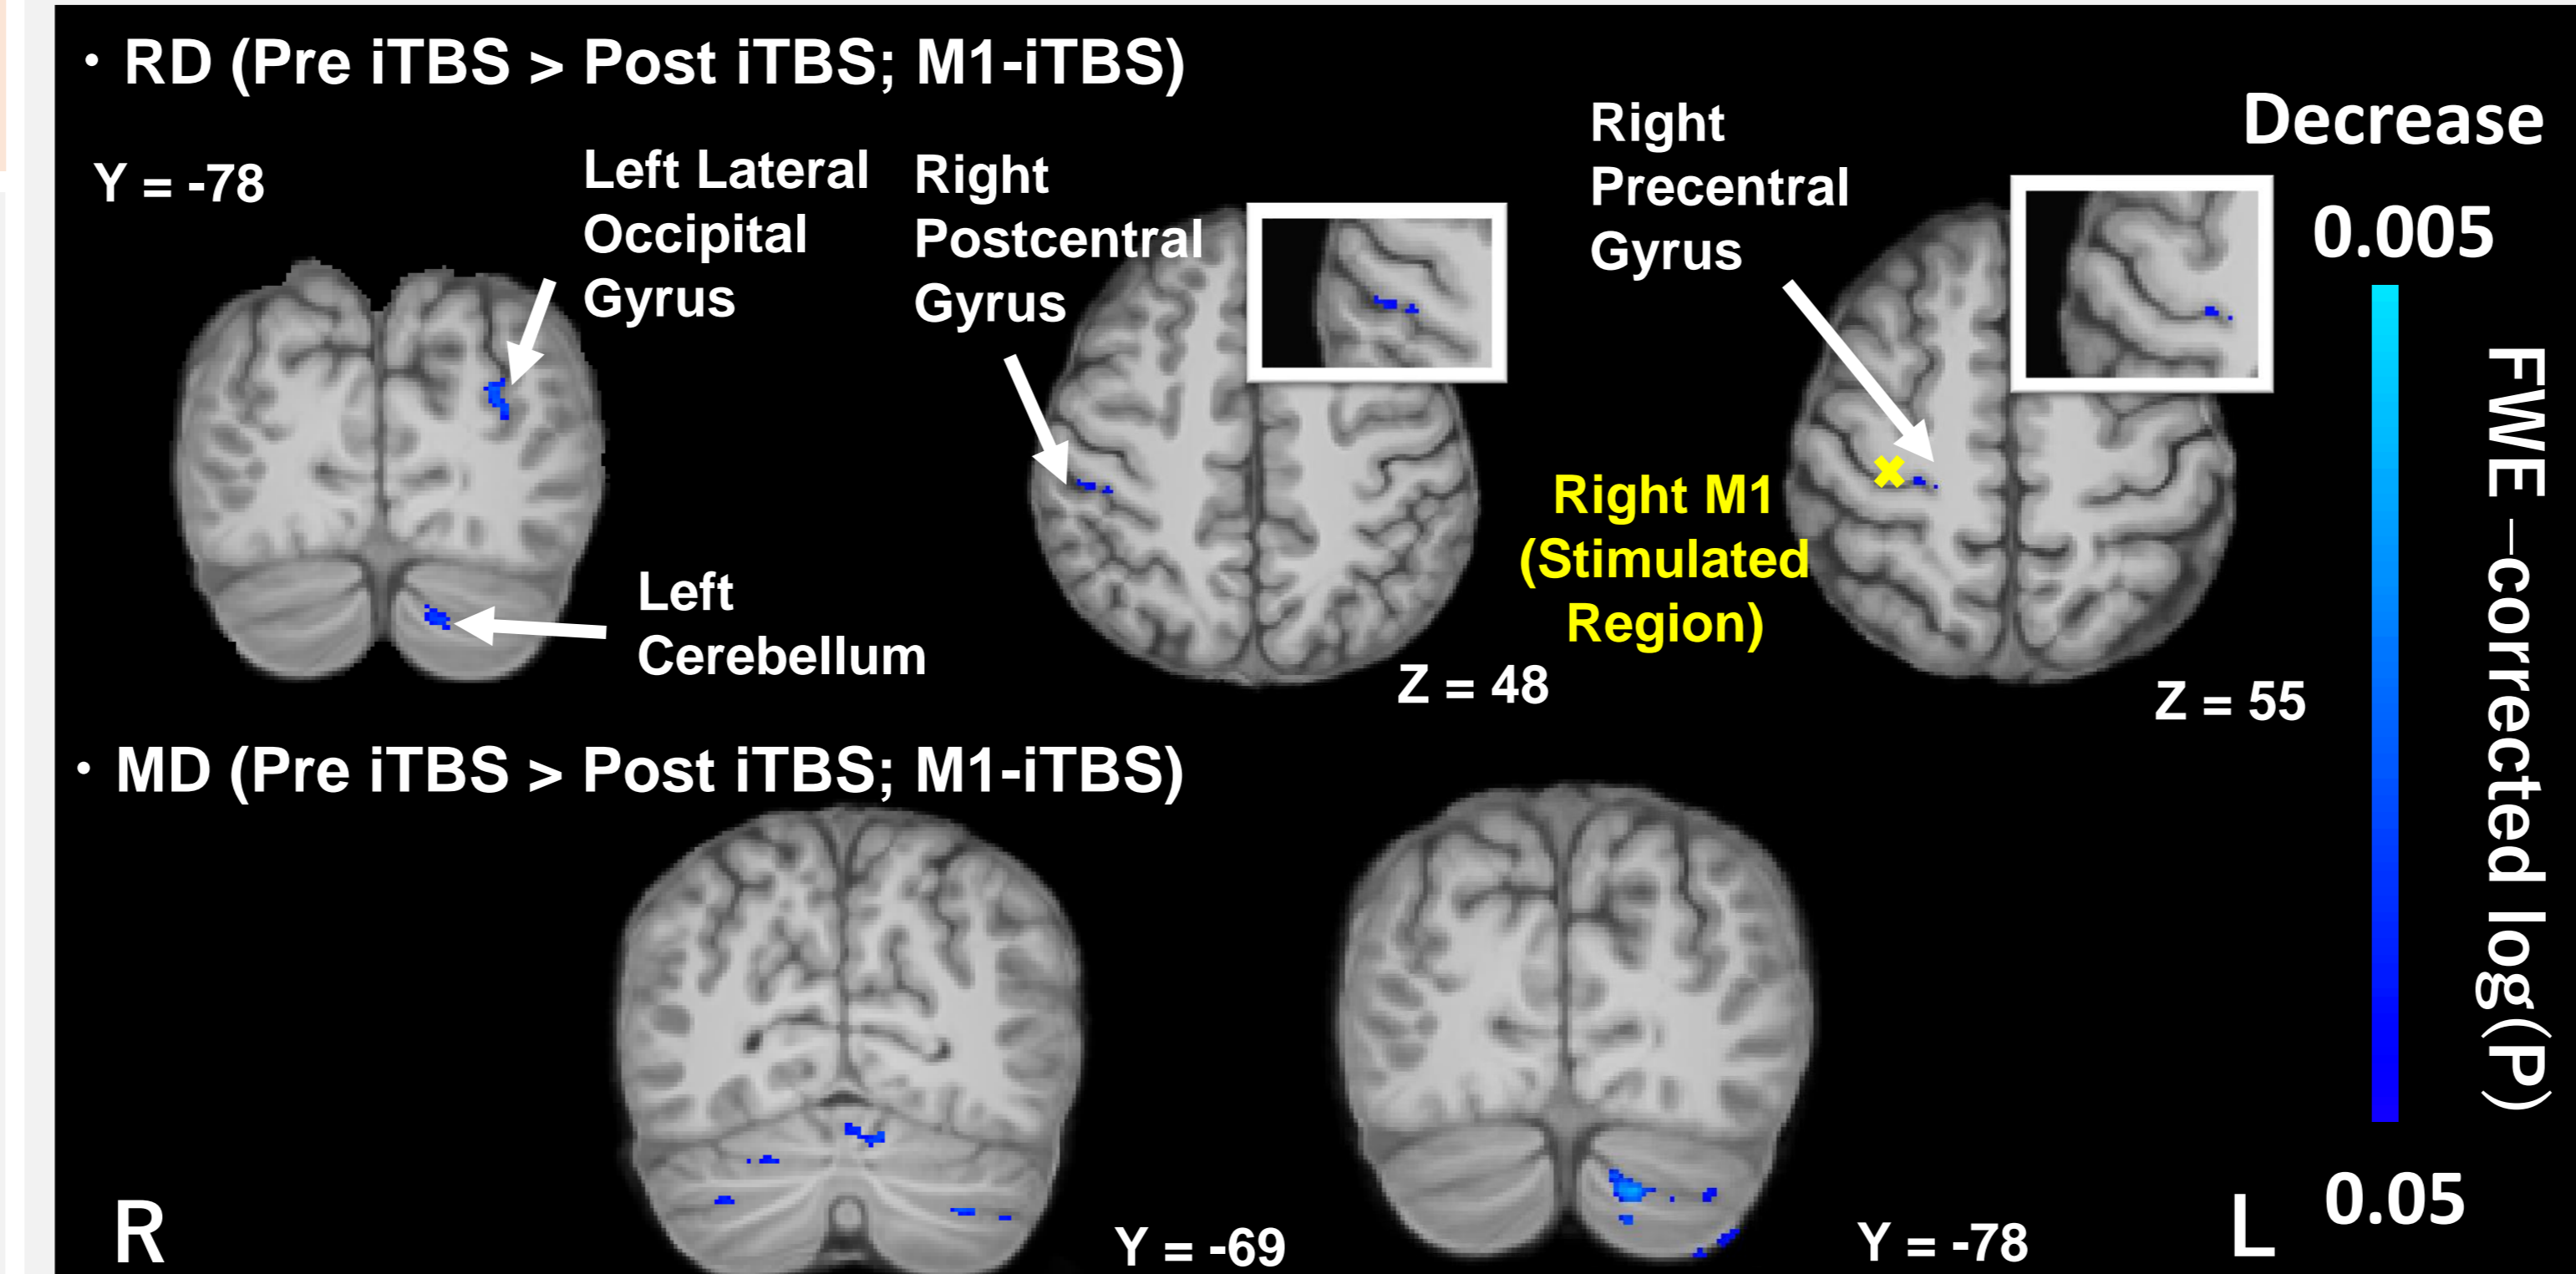 ・RD (Pre iTBS > Post iTBS; M1-iTBS)
Y = -78
Left Lateral
Occipital
Gyrus
Left
Cerebellum
Right
Postcentral
Gyrus
Z = 48
Right
Precentral
Gyrus
Right M1
(Stimulated
Region)
Z = 55
Decrease
0.005
FWE –corrected log(P)
0.05
・MD (Pre iTBS > Post iTBS; M1-iTBS)
R
Y = -69
Y = -78
L